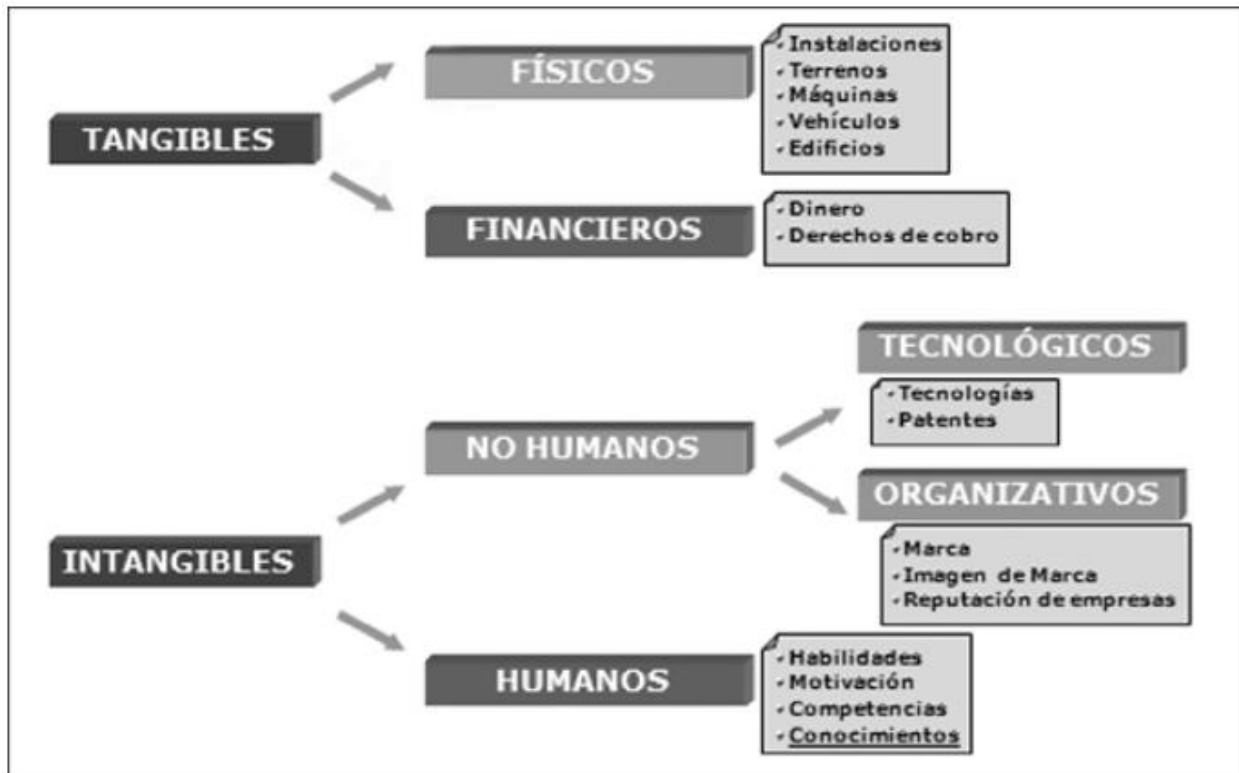 TANGIBLES
FÍSICOS
- Instalaciones
- Terrenos
- Máquinas
- Vehículos
- Edificios
FINANCIEROS
- Dinero
- Derechos de cobro
INTANGIBLES
NO HUMANOS
TECNOLÓGICOS
- Tecnologías
- Patentes
ORGANIZATIVOS
- Marca
- Imagen de Marca
- Reputación de empresas
HUMANOS
- Habilidades
- Motivación
- Competencias
- Conocimientos